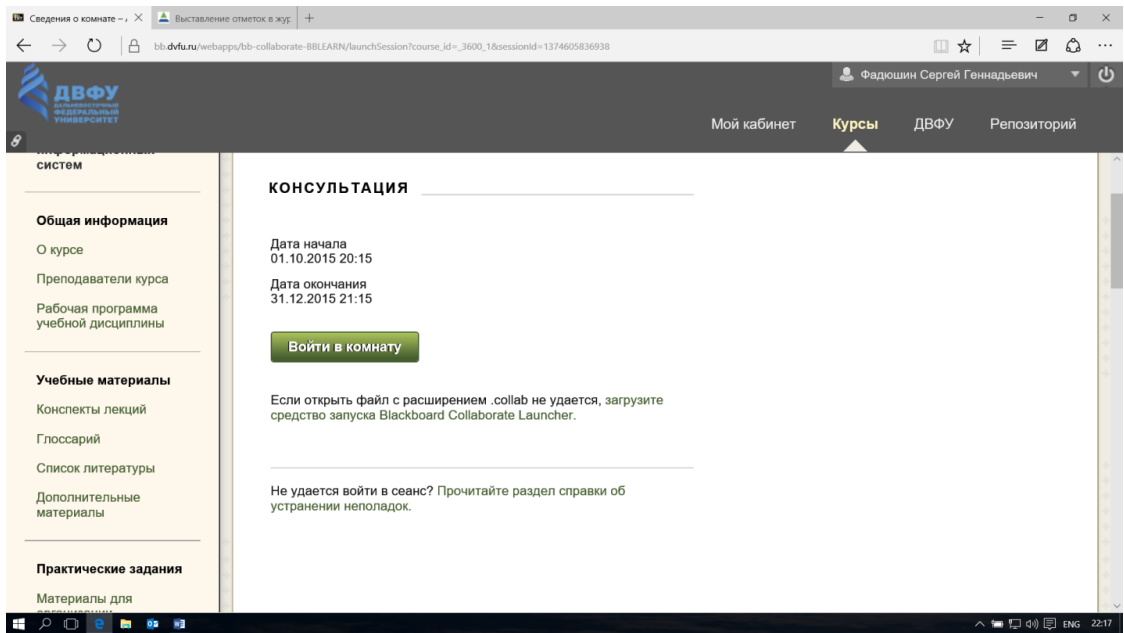 Сведения о комнате – ,
Выставление отметок в жур
bb.dvfu.ru/webapps/bb-collaborate-BBLEARN/launchSession?course_id=_3600_1&sessionId=1374605836938
ДВФУ
ДАЛЬНЕВОСТОЧНЫЙ
ФЕДЕРАЛЬНЫЙ
УНИВЕРСИТЕТ
Фадюшин Сергей Геннадьевич
Мой кабинет Курсы ДВФУ Репозиторий
информационных
систем
Общая информация
О курсе
Преподаватели курса
Рабочая программа
учебной дисциплины
Учебные материалы
Конспекты лекций
Глоссарий
Список литературы
Дополнительные
материалы
Практические задания
Материалы для
КОНСУЛЬТАЦИЯ
Дата начала
01.10.2015 20:15
Дата окончания
31.12.2015 21:15
Войти в комнату
Если открыть файл с расширением .collab не удается, загрузите
средство запуска Blackboard Collaborate Launcher.
Не удается войти в сеанс? Прочитайте раздел справки об
устранении неполадок.
ENG 22:17